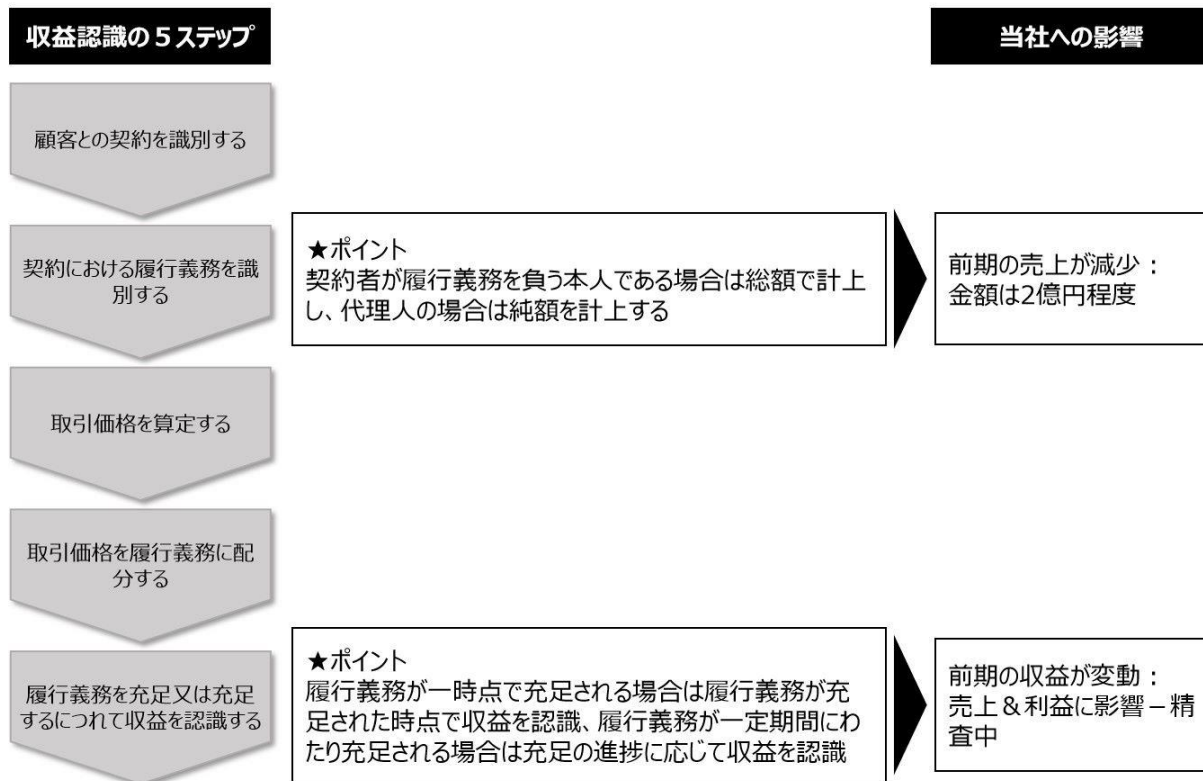 収益認識の5ステップ
当社への影響
顧客との契約を識別する
契約における履行義務を識
別する
★ポイント
契約者が履行義務を負う本人である場合は総額で計上
し、代理人の場合は純額を計上する
前期の売上が減少：
金額は2億円程度
取引価格を算定する
取引価格を履行義務に配
分する
履行義務を充足又は充足
するにつれて収益を認識する
★ポイント
履行義務が一時点で充足される場合は履行義務が充
足された時点で収益を認識、履行義務が一定期間にわ
たり充足される場合は充足の進捗に応じて収益を認識
前期の収益が変動：
売上＆利益に影響－精
査中